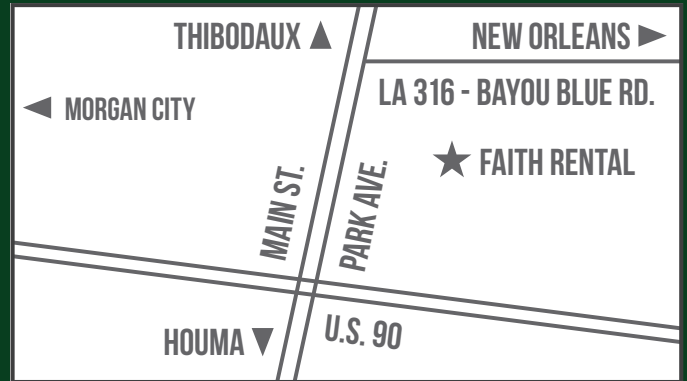 THIBODAUX
NEW ORLEANS
MORGAN CITY
LA 316 - BAYOU BLUE RD.
FAITH RENTAL
MAIN ST.
PARK AVE.
HOUMA
U.S. 90